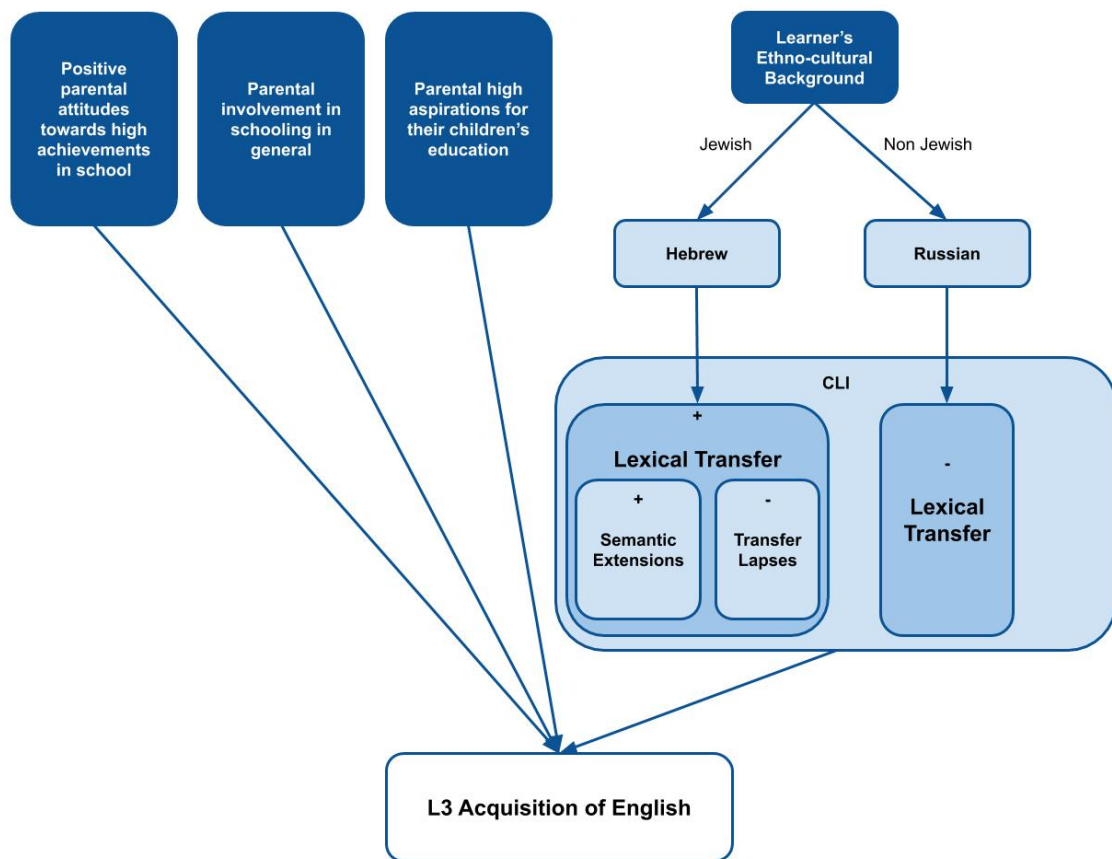 Positive
parental
attitudes
towards high
achievements
in school
Parental
involvement in
schooling in
general
Parental high
aspirations for
their children’s
education
Learner’s
Ethno-cultural
Background
Jewish
Non Jewish
Hebrew
Russian
CLI
+
Lexical Transfer
+
Semantic
Extensions
-
Transfer
Lapses
-
Lexical
Transfer
L3 Acquisition of English